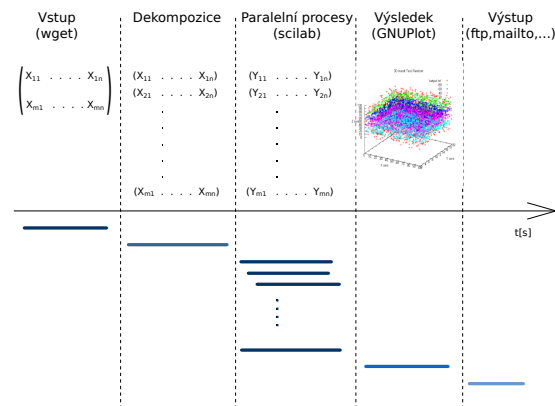 Vstup
(wget)
Dekompozice
Paralelní procesy
(scilab)
Výsledek
(GNUPlot)
Výstup
(ftp,mailto,...)
X11 . . . . X1n
Xm1 . . . . Xmn
(X11 . . . . X1n)
(X21 . . . . X2n)
(Xm1 . . . . Xmn)
(Y11 . . . . Y1n)
(Y21 . . . . Y2n)
(Ym1 . . . . Ymn)
t[s]